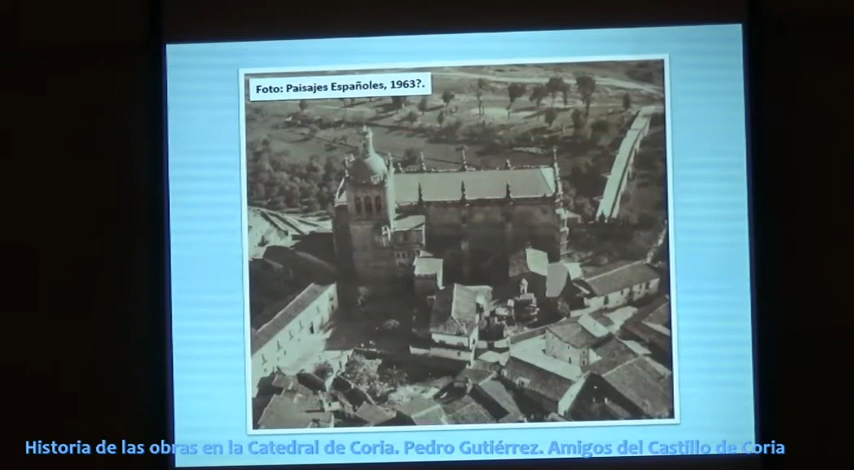 Foto: Paisajes Españoles, 1963?.
Historia de las obras en la Catedral de Coria. Pedro Gutiérrez. Amigos del Castillo de Coria